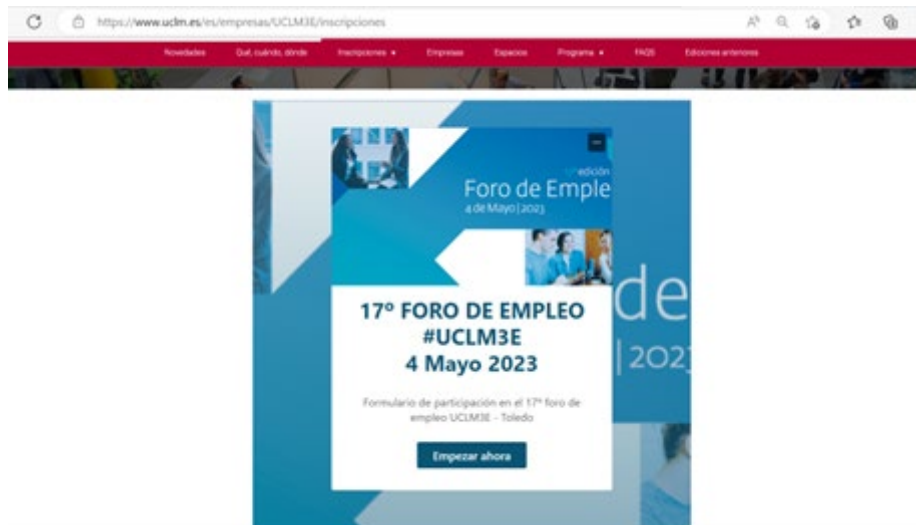 https://www.uclm.es/es/empresas/UCLM3E/inscripciones
Novedades Qué, cuándo, dónde Inscripciones Empresas Espacios Programa FAQS Ediciones anteriores
edición
Foro de Emple
4 de Mayo | 2023
de
| 2023
17º FORO DE EMPLEO
#UCLM3E
4 Mayo 2023
Formulario de participación en el 17º foro de
empleo UCLM3E - Toledo
Empezar ahora